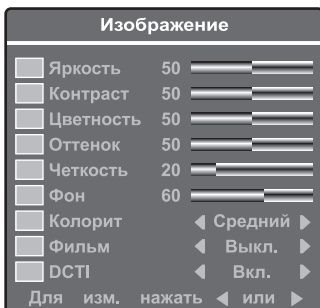 Изображение
Яркость 50
Контраст 50
Цветность 50
Оттенок 50
Четкость 20
Фон 60
Колорит Средний
Фильм Выкл.
DCTI Вкл.
Для изм. нажать ◀ или ▶